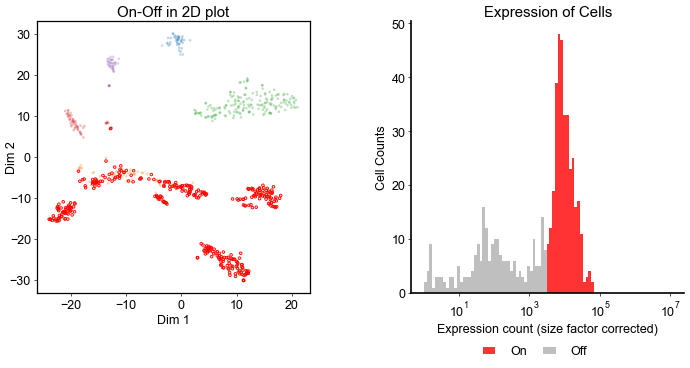 On-Off in 2D plot
30
20
10
0
−10
−20
−30
Dim 2
−20 −10 0 10 20
Dim 1
Expression of Cells
50
40
30
20
10
0
Cell Counts
10^1 10^3 10^5 10^7
Expression count (size factor corrected)
On Off